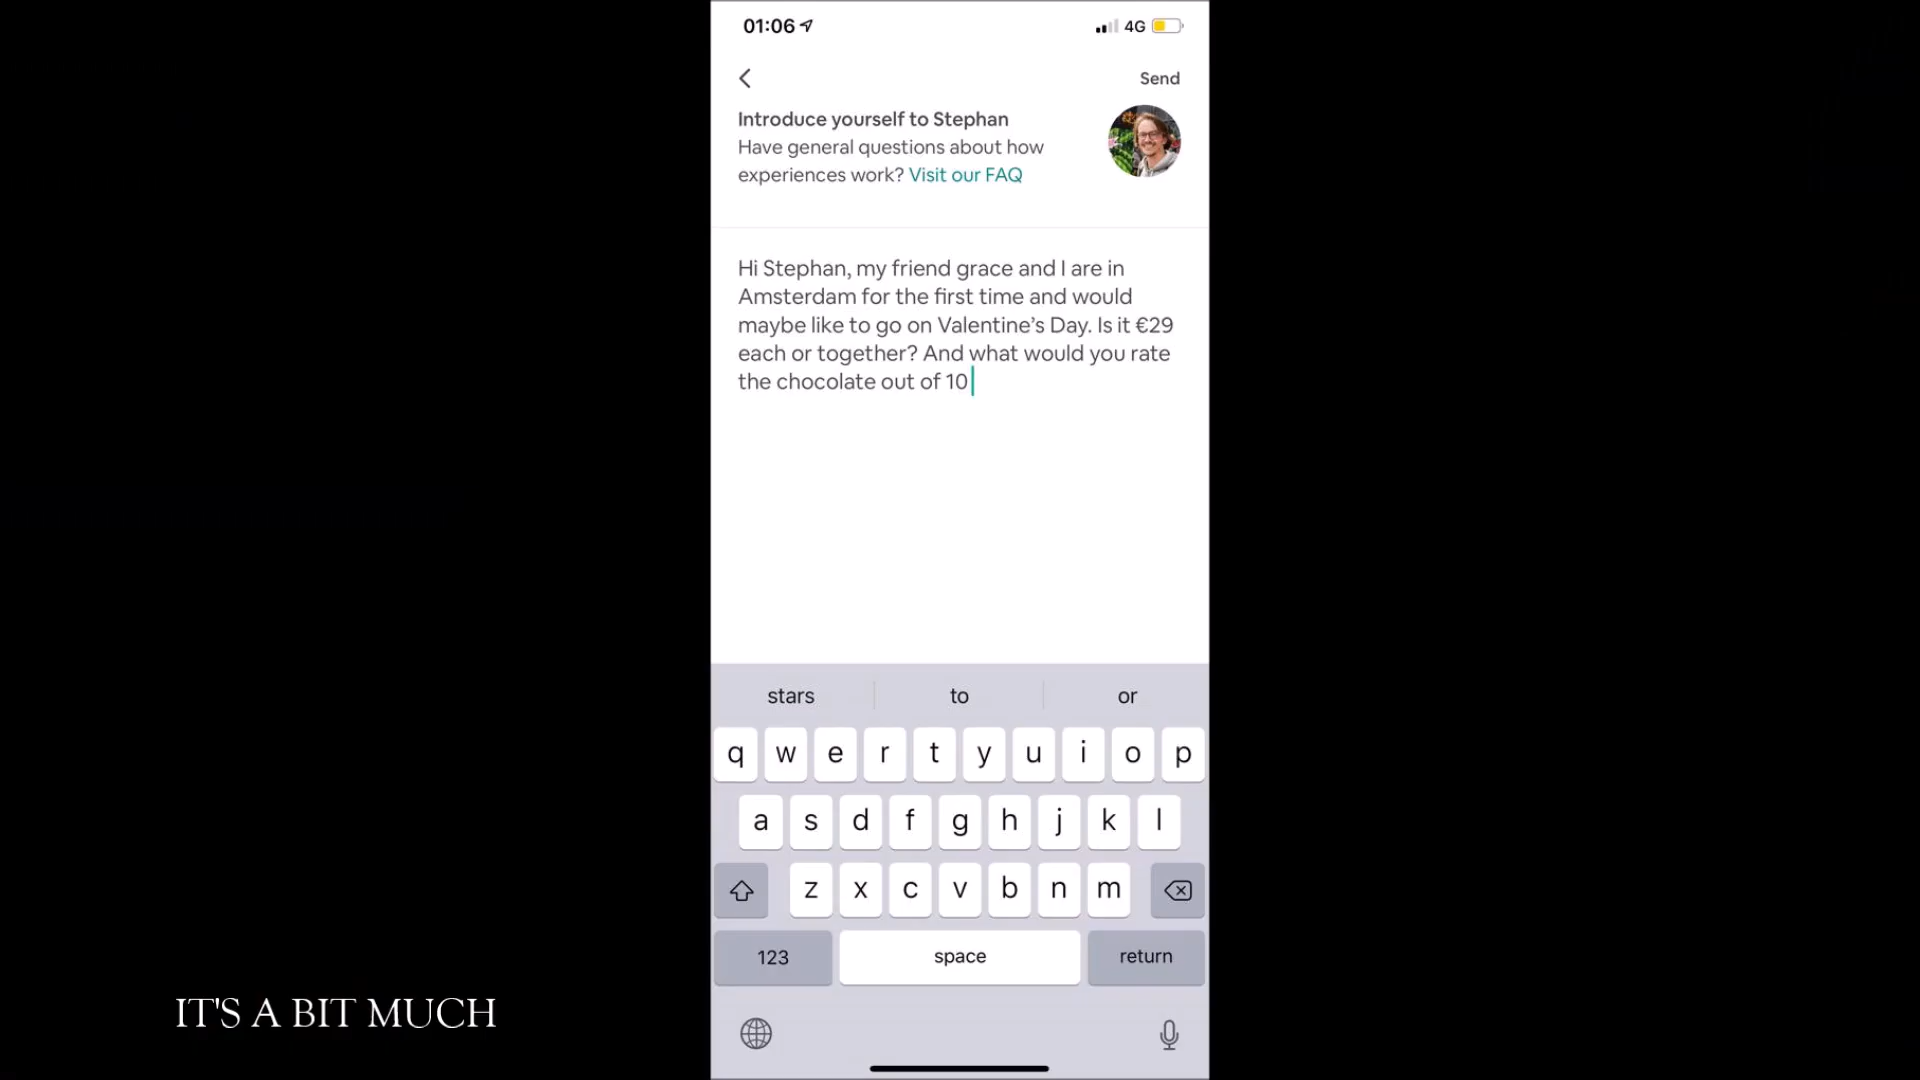 01:06
4G
Send
Introduce yourself to Stephan
Have general questions about how
experiences work? Visit our FAQ
Hi Stephan, my friend grace and I are in
Amsterdam for the first time and would
maybe like to go on Valentine’s Day. Is it €29
each or together? And what would you rate
the chocolate out of 10
stars to or
q w e r t y u i o p
a s d f g h j k l
z x c v b n m
123 space return
IT'S A BIT MUCH